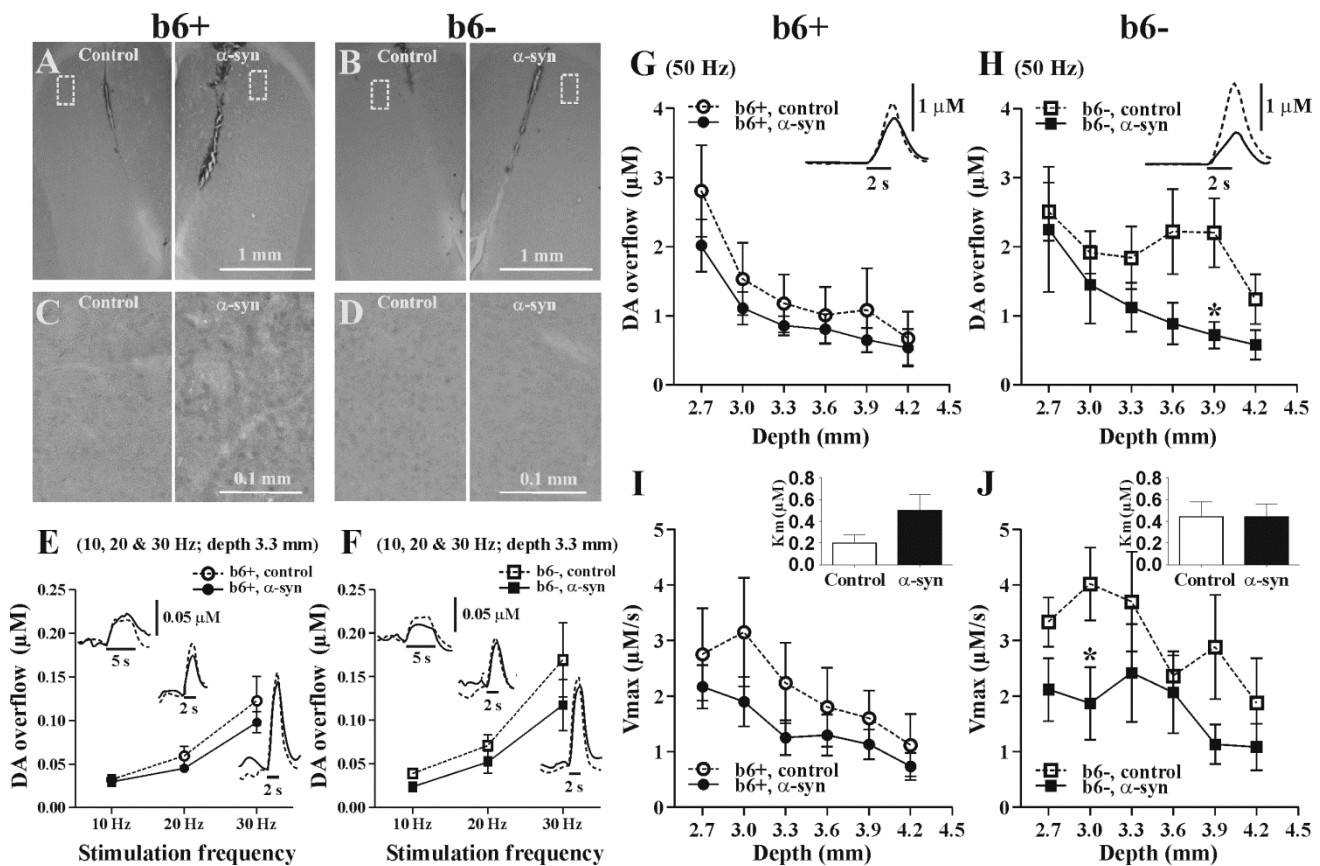 b6+
b6-
b6+
b6-
A
Control
α-syn
1 mm
B
Control
α-syn
1 mm
C
Control
α-syn
0.1 mm
D
Control
α-syn
0.1 mm
E
(10, 20 & 30 Hz; depth 3.3 mm)
b6+, control
b6+, α-syn
0.05 μM
5 s
2 s
2 s
DA overflow (μM)
0.25
0.20
0.15
0.10
0.05
0.00
10 Hz 20 Hz 30 Hz
Stimulation frequency
F
(10, 20 & 30 Hz; depth 3.3 mm)
b6-, control
b6-, α-syn
0.05 μM
5 s
2 s
2 s
DA overflow (μM)
0.25
0.20
0.15
0.10
0.05
0.00
10 Hz 20 Hz 30 Hz
Stimulation frequency
G (50 Hz)
b6+, control
b6+, α-syn
1 μM
2 s
DA overflow (μM)
4
3
2
1
0
2.7 3.0 3.3 3.6 3.9 4.2 4.5
Depth (mm)
H (50 Hz)
b6-, control
b6-, α-syn
1 μM
2 s
*
DA overflow (μM)
4
3
2
1
0
2.7 3.0 3.3 3.6 3.9 4.2 4.5
Depth (mm)
I
Km (μM)
0.8
0.6
0.4
0.2
0.0
Control α-syn
Vmax (μM/s)
5
4
3
2
1
0
b6+, control
b6+, α-syn
2.7 3.0 3.3 3.6 3.9 4.2 4.5
Depth (mm)
J
Km (μM)
0.8
0.6
0.4
0.2
0.0
Control α-syn
*
Vmax (μM/s)
5
4
3
2
1
0
b6-, control
b6-, α-syn
2.7 3.0 3.3 3.6 3.9 4.2 4.5
Depth (mm)